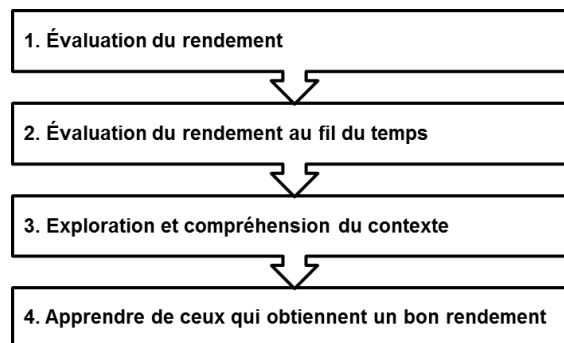 1. Évaluation du rendement
2. Évaluation du rendement au fil du temps
3. Exploration et compréhension du contexte
4. Apprendre de ceux qui obtiennent un bon rendement